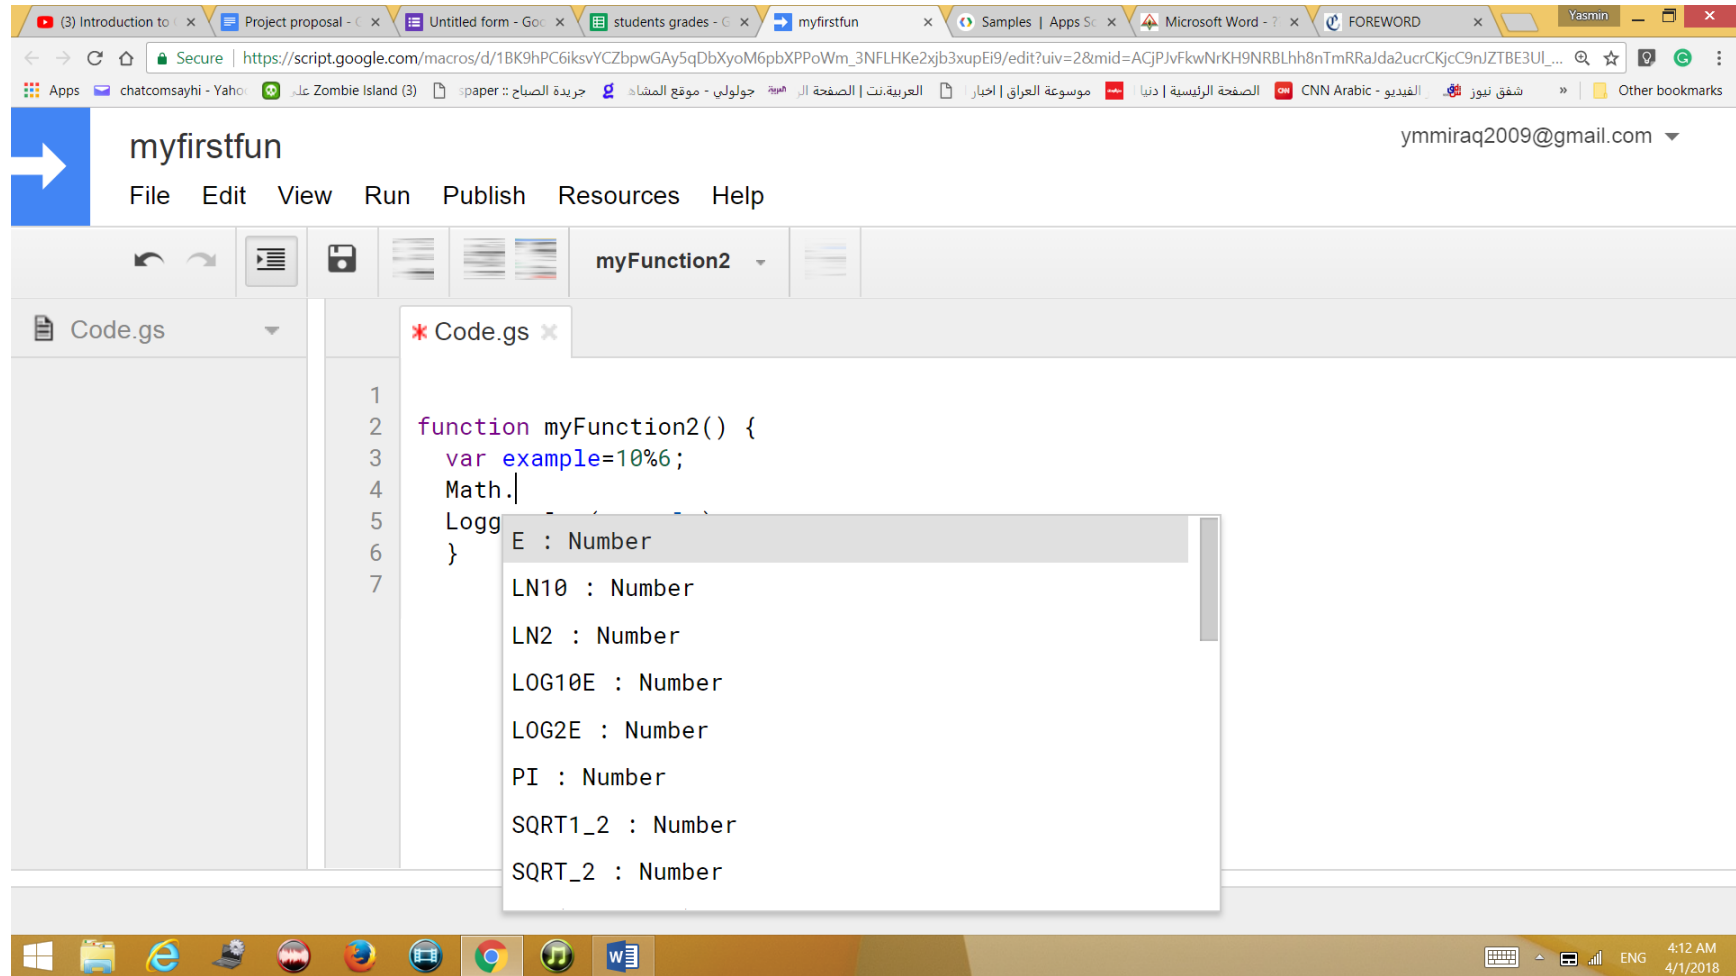 (3) Introduction to
Project proposal - G
Untitled form - Goo
students grades - G
myfirstfun
Samples | Apps Sc
Microsoft Word - ?
FOREWORD
Yasmin
Secure | https://script.google.com/macros/d/1BK9hPC6iksvYCZbpwGAy5qDbXyoM6pbXPPoWm_3NFLHKe2xjb3xupEi9/edit?uiv=2&mid=ACjPJvFkwNrKH9NRBLhh8nTmRRaJda2ucrCKjcC9nJZTBE3UI_...
Apps
chatcomsayhi - Yaho
Zombie Island (3) علـ
جريدة الصباح :: spaper
جولولي - موقع المشاه
العربية.نت | الصفحة الر
موسوعة العراق | اخبار
الصفحة الرئيسية | دنيا
الفيديو - CNN Arabic
شفق نيوز
»
Other bookmarks
myfirstfun
ymmiraq2009@gmail.com
File Edit View Run Publish Resources Help
myFunction2
Code.gs
* Code.gs
1
2 function myFunction2() {
3 var example=10%6;
4 Math.
5 Logg
6 }
7
E : Number
LN10 : Number
LN2 : Number
LOG10E : Number
LOG2E : Number
PI : Number
SQRT1_2 : Number
SQRT_2 : Number
ENG
4:12 AM
4/1/2018